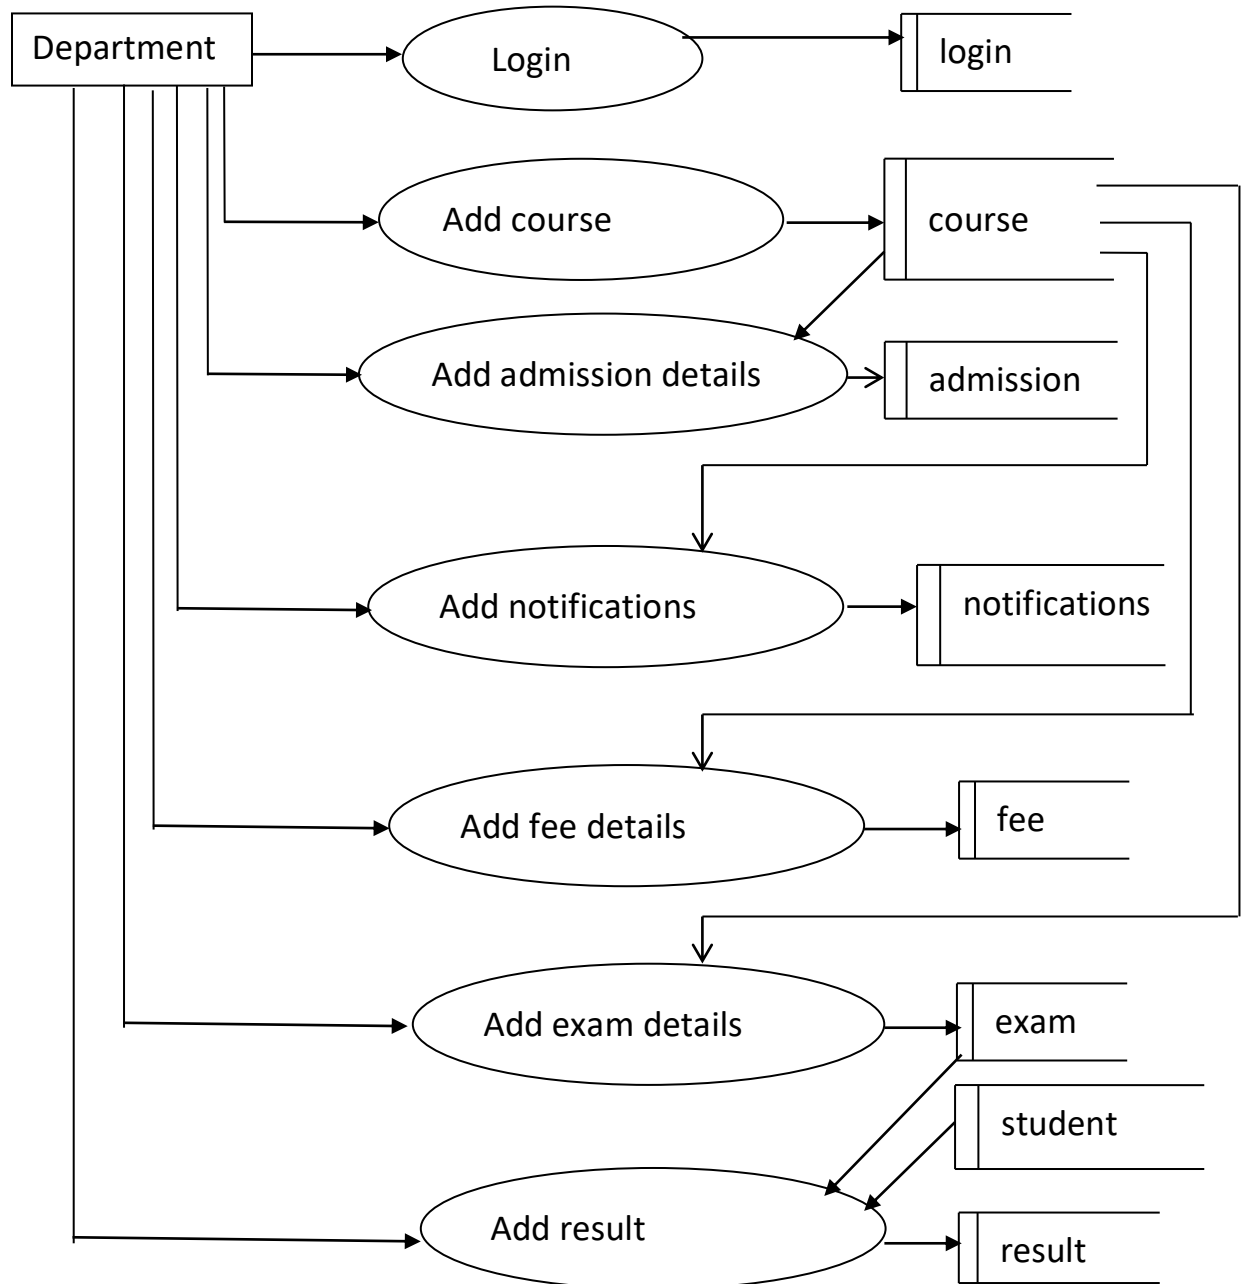 Department
Login
login
Add course
course
Add admission details
admission
Add notifications
notifications
Add fee details
fee
Add exam details
exam
student
Add result
result